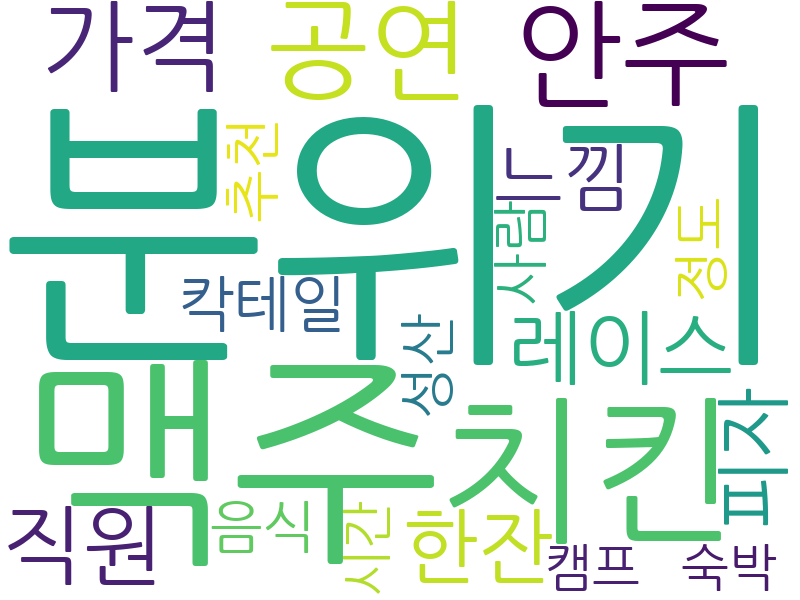 가격
공연
안주
분위기
추천
느낌
사람
정도
칵테일
성산
레이스
맥주
치킨
피자
직원
음식
시간
한잔
캠프
숙박